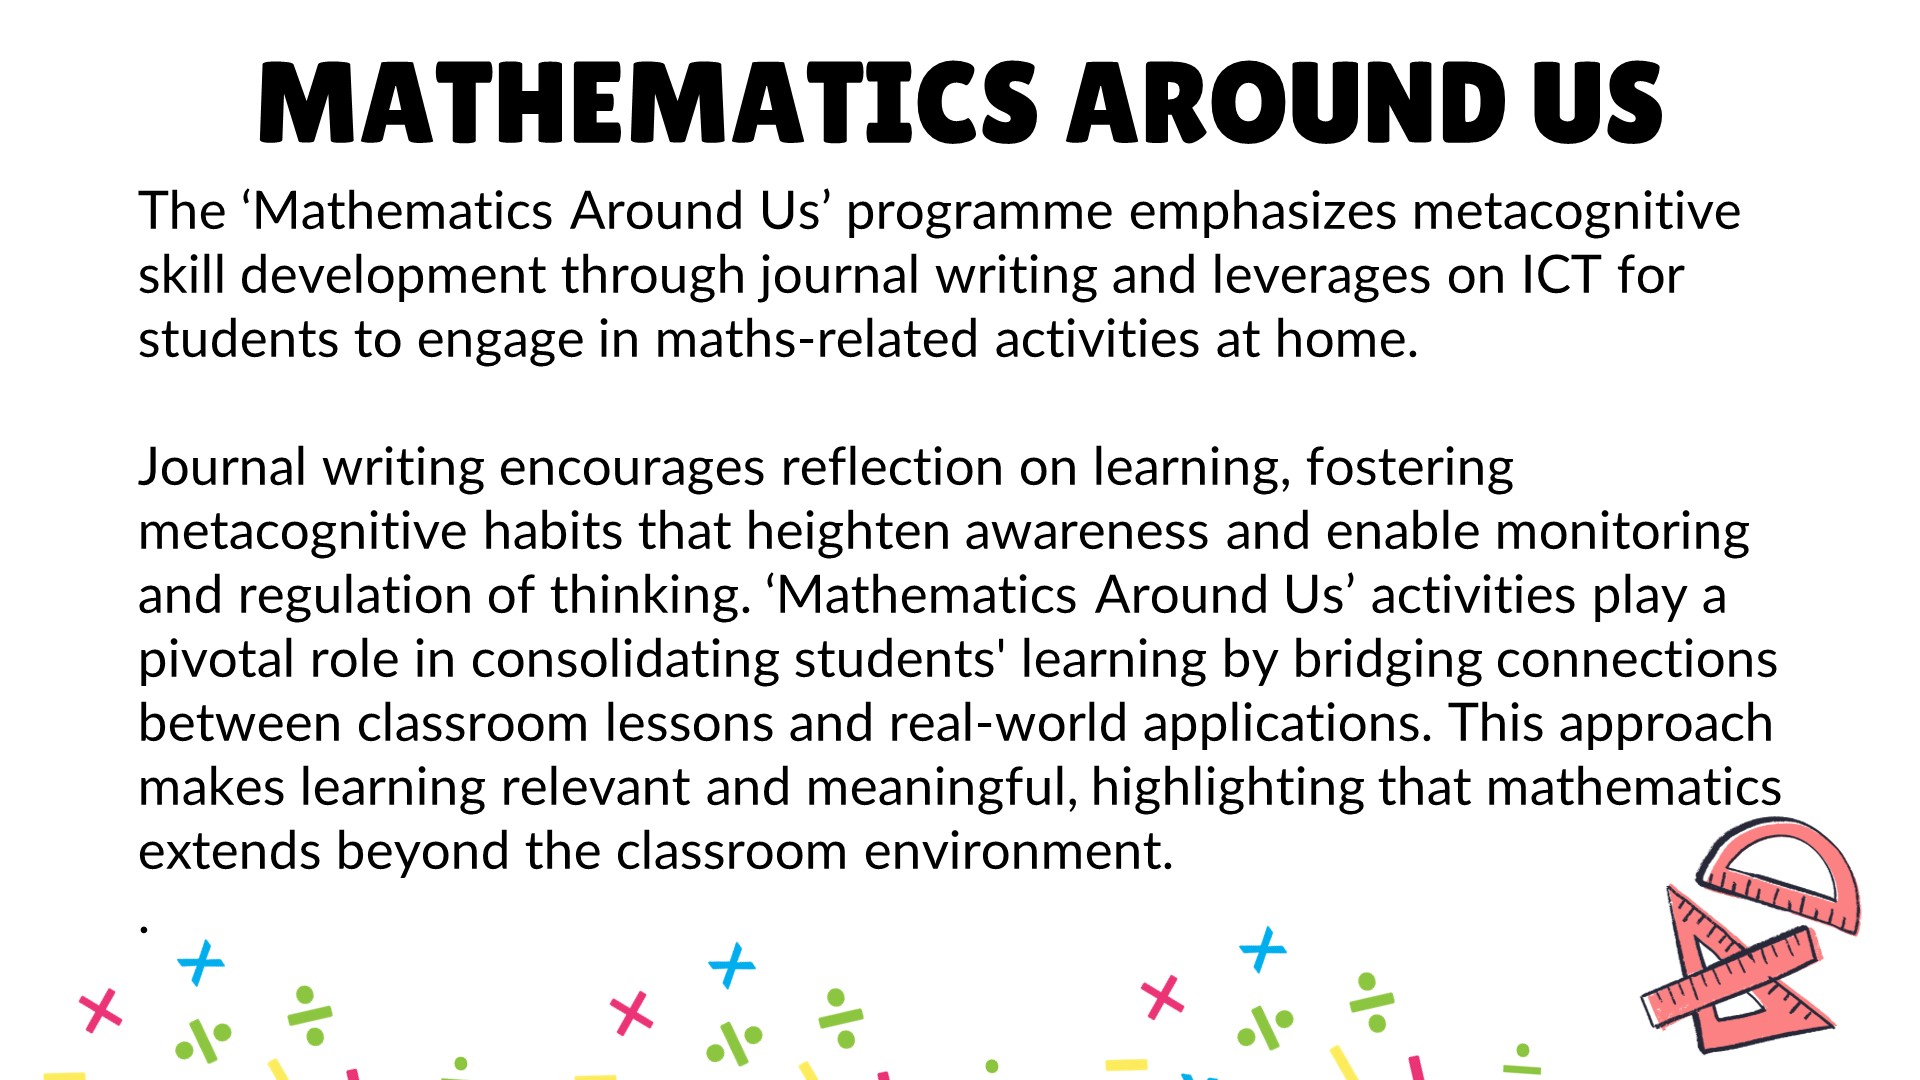 MATHEMATICS AROUND US
The ‘Mathematics Around Us’ programme emphasizes metacognitive
skill development through journal writing and leverages on ICT for
students to engage in maths-related activities at home.
Journal writing encourages reflection on learning, fostering
metacognitive habits that heighten awareness and enable monitoring
and regulation of thinking. ‘Mathematics Around Us’ activities play a
pivotal role in consolidating students' learning by bridging connections
between classroom lessons and real-world applications. This approach
makes learning relevant and meaningful, highlighting that mathematics
extends beyond the classroom environment.
.